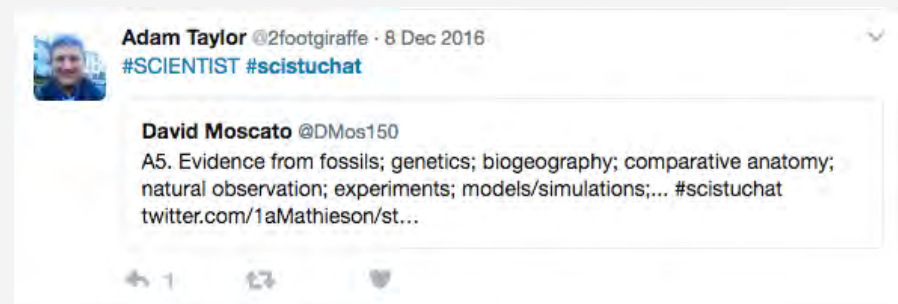 Adam Taylor @2footgiraffe · 8 Dec 2016
#SCIENTIST #scistuchat
David Moscato @DMos150
A5. Evidence from fossils; genetics; biogeography; comparative anatomy;
natural observation; experiments; models/simulations;... #scistuchat
twitter.com/1aMathieson/st...
1